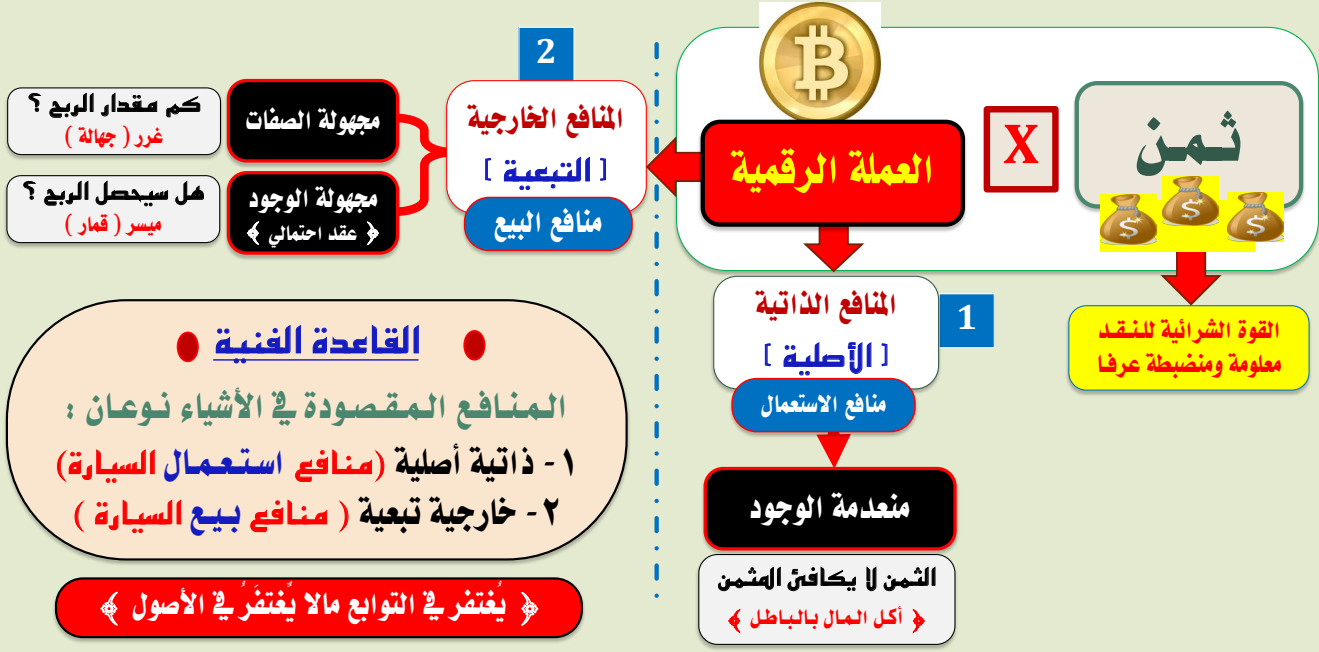 ثمن
X
العملة الرقمية
القوة الشرائية للنقد
معلومة ومنضبطة عرفا
1
المنافع الذاتية
[ الأصلية ]
منافع الاستعمال
منعدمة الوجود
الثمن لا يكافئ المثمن
﴿ أكل المال بالباطل ﴾
2
المنافع الخارجية
[ التبعية ]
منافع البيع
مجهولة الصفات
كم مقدار الربح ؟
غرر ( جهالة )
مجهولة الوجود
﴿ عقد احتمالي ﴾
هل سيحصل الربح ؟
ميسر ( قمار )
القاعدة الفنية
المنافع المقصودة في الأشياء نوعان :
١ - ذاتية أصلية (منافع استعمال السيارة)
٢ - خارجية تبعية ( منافع بيع السيارة )
﴿ يُغتفر في التوابع مالا يُغتفَرُ في الأصول ﴾